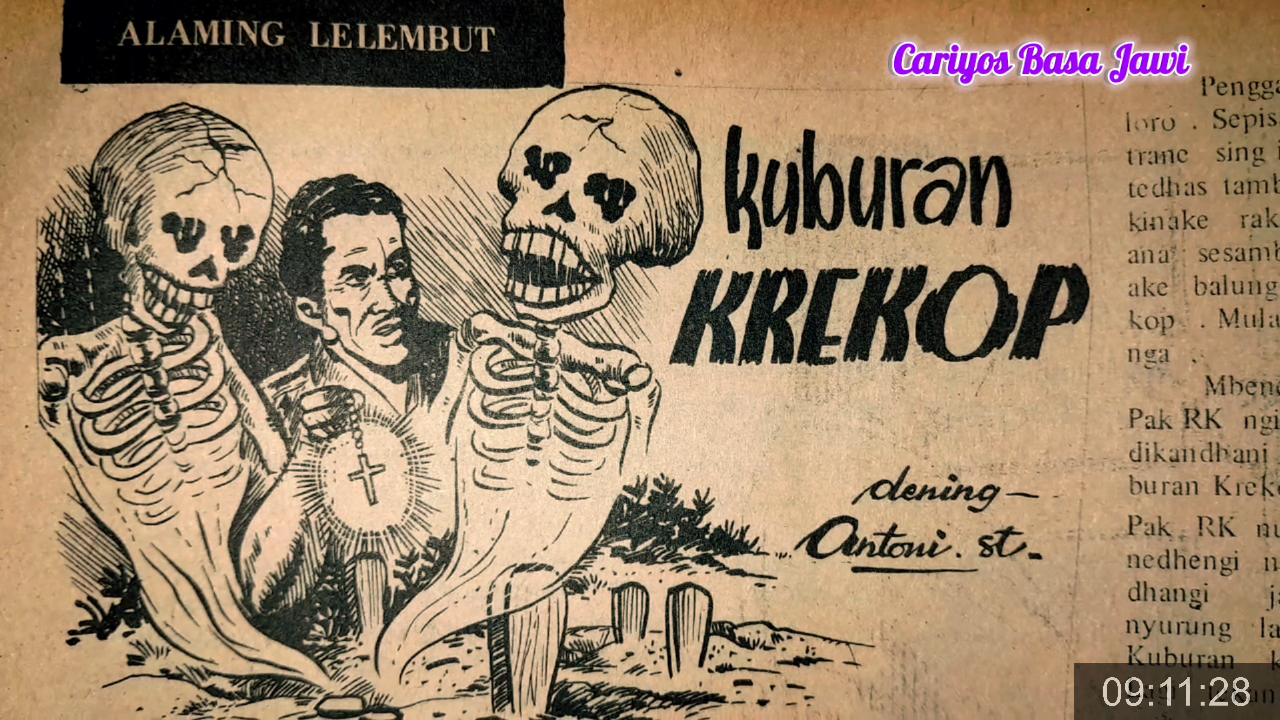 ALAMING LELEMBUT
Cariyos Basa Jawi
kuburan
KREKOP
dening -
Antoni. st.
Pengga
loro . Sepis
trane sing i
tedhas tamb
kinake rak
ana sesamb
ake balung
kop . Mula
nga
Mben
Pak RK ngi
dikandhani
buran Kreko
Pak RK nu
nedhengi n
dhangi ja
nyurung la
Kuburan k
09:11:28